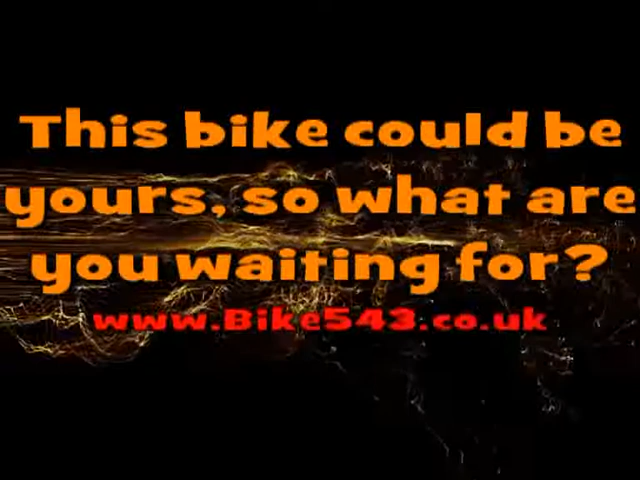 This bike could be
yours, so what are
you waiting for?
www.Bike543.co.uk